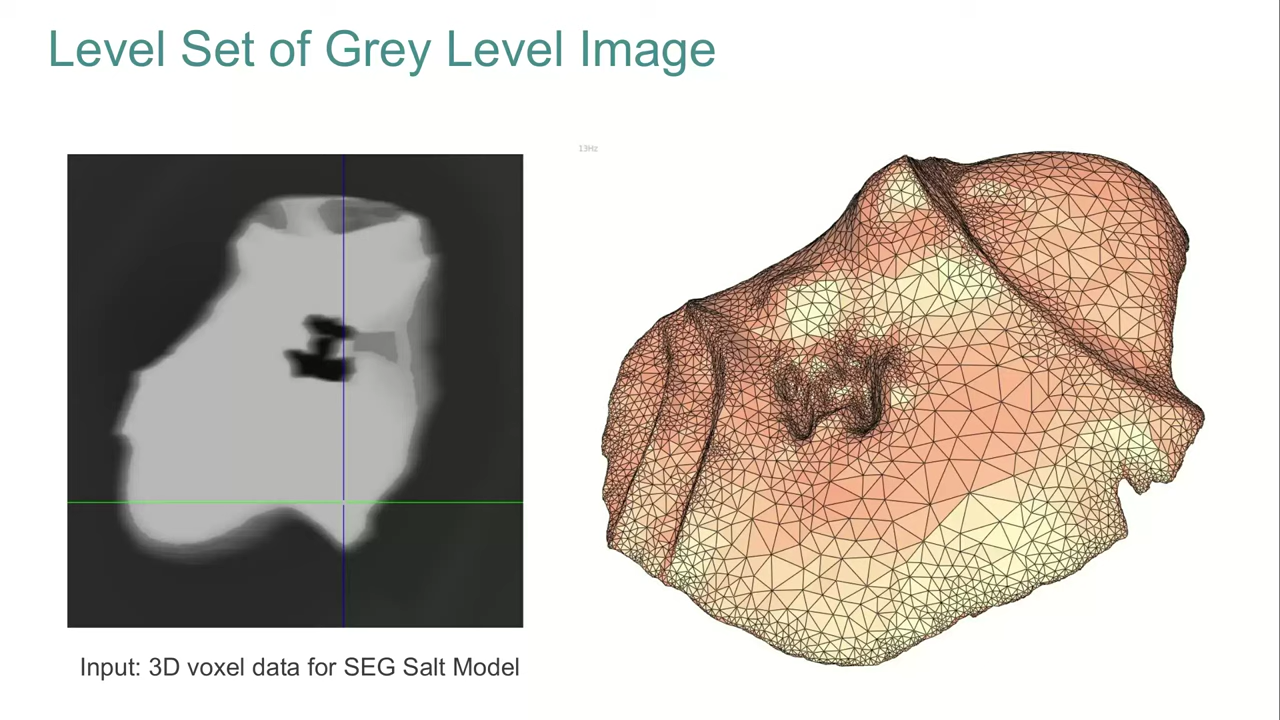 Level Set of Grey Level Image
13Hz
Input: 3D voxel data for SEG Salt Model